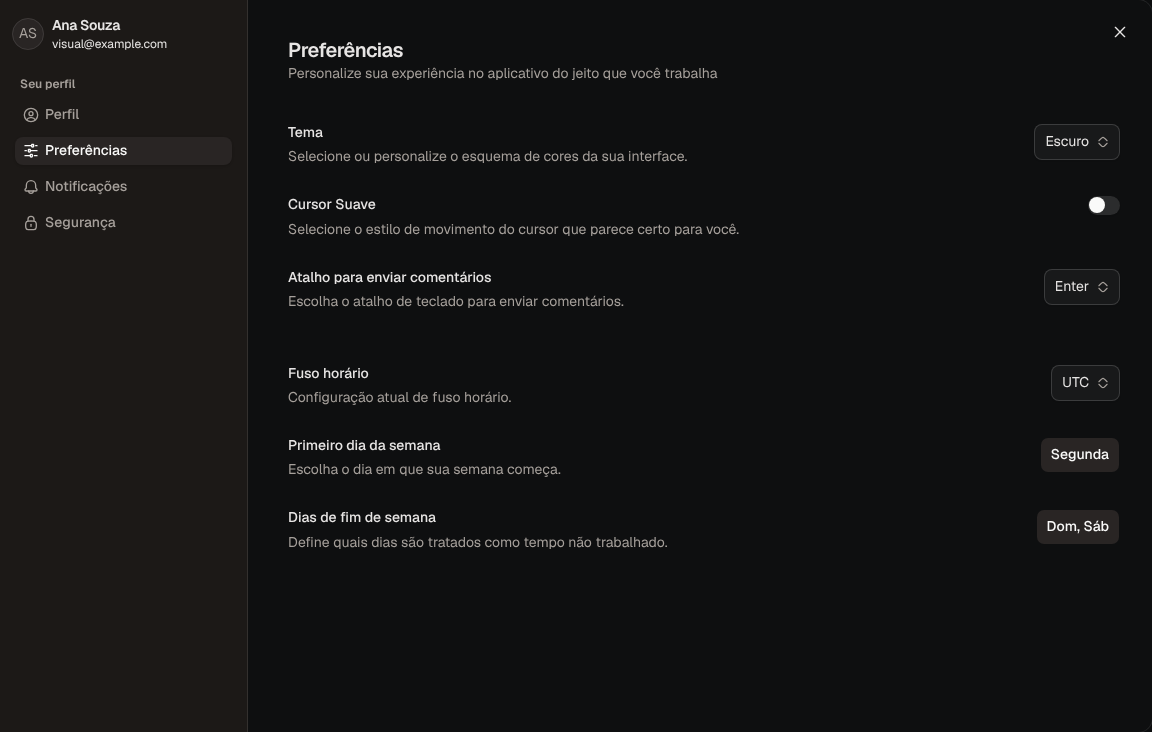 AS
Ana Souza
visual@example.com
Seu perfil
Perfil
Preferências
Notificações
Segurança
Preferências
Personalize sua experiência no aplicativo do jeito que você trabalha
Tema
Selecione ou personalize o esquema de cores da sua interface.
Escuro
Cursor Suave
Selecione o estilo de movimento do cursor que parece certo para você.
Atalho para enviar comentários
Escolha o atalho de teclado para enviar comentários.
Enter
Fuso horário
Configuração atual de fuso horário.
UTC
Primeiro dia da semana
Escolha o dia em que sua semana começa.
Segunda
Dias de fim de semana
Define quais dias são tratados como tempo não trabalhado.
Dom, Sáb